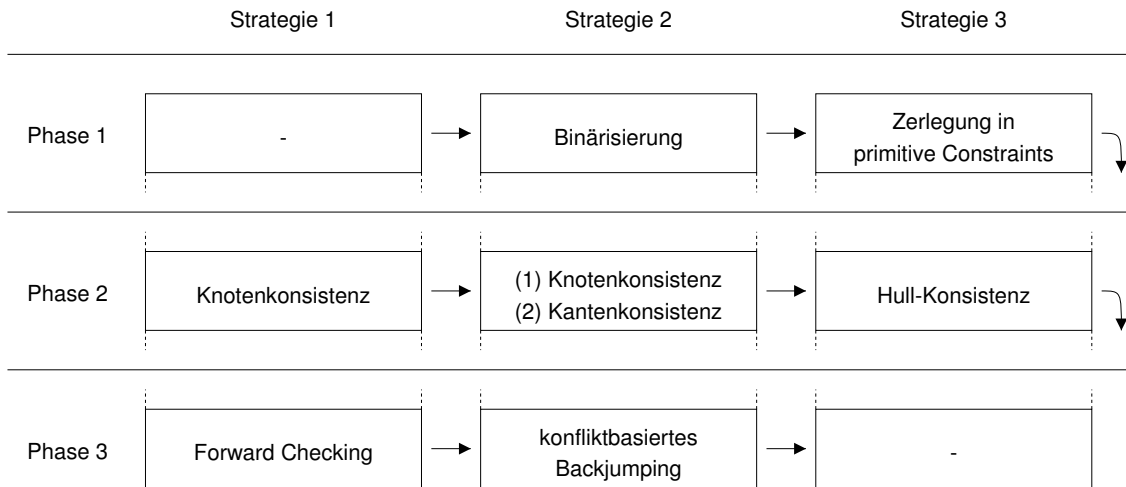 Strategie 1
Strategie 2
Strategie 3
Phase 1
-
Binärisierung
Zerlegung in
primitive Constraints
Phase 2
Knotenkonsistenz
(1) Knotenkonsistenz
(2) Kantenkonsistenz
Hull-Konsistenz
Phase 3
Forward Checking
konfliktbasiertes
Backjumping
-